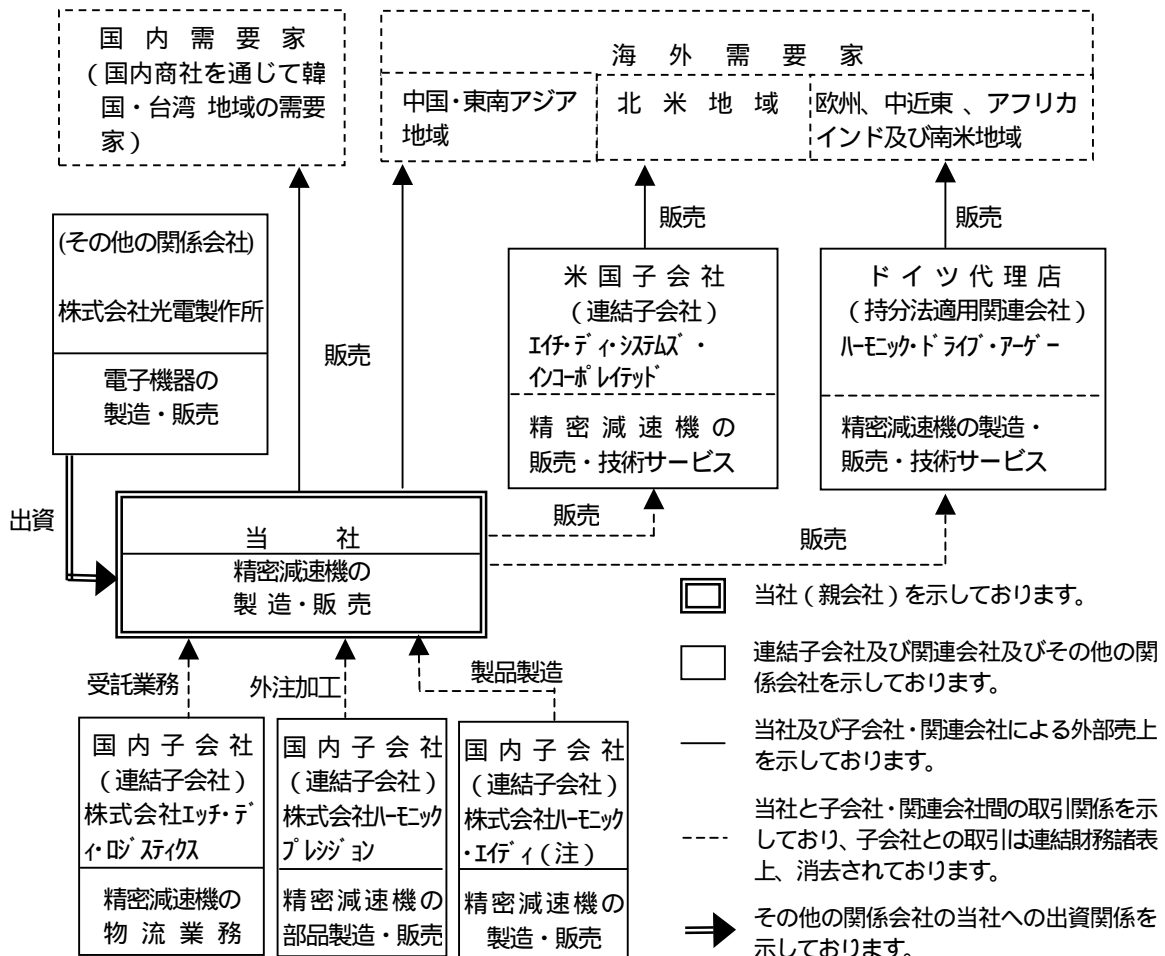 国内需要家
(国内商社を通じて韓
国・台湾 地域の需要
家)
海外需要家
中国・東南アジア
地域
北米地域
欧州、中近東、アフリカ
インド及び南米地域
販売
販売
(その他の関係会社)
株式会社光電製作所
電子機器の
製造・販売
販売
米国子会社
(連結子会社)
エイチ・ディ・システムズ・
インコーポレイテッド
精密減速機の
販売・技術サービス
ドイツ代理店
(持分法適用関連会社)
ハーモニック・ドライブ・アーゲー
精密減速機の製造・
販売・技術サービス
出資
当社
精密減速機の
製造・販売
販売
販売
受託業務
外注加工
製品製造
国内子会社
(連結子会社)
株式会社エッチ・デ
ィ・ロジスティクス
精密減速機の
物流業務
国内子会社
(連結子会社)
株式会社ハーモニック
プレシジョン
精密減速機の
部品製造・販売
国内子会社
(連結子会社)
株式会社ハーモニック
・エイディ(注)
精密減速機の
製造・販売
当社(親会社)を示しております。
連結子会社及び関連会社及びその他の関
係会社を示しております。
当社及び子会社・関連会社による外部売上
を示しております。
当社と子会社・関連会社間の取引関係を示
しており、子会社との取引は連結財務諸表
上、消去されております。
その他の関係会社の当社への出資関係を
示しております。